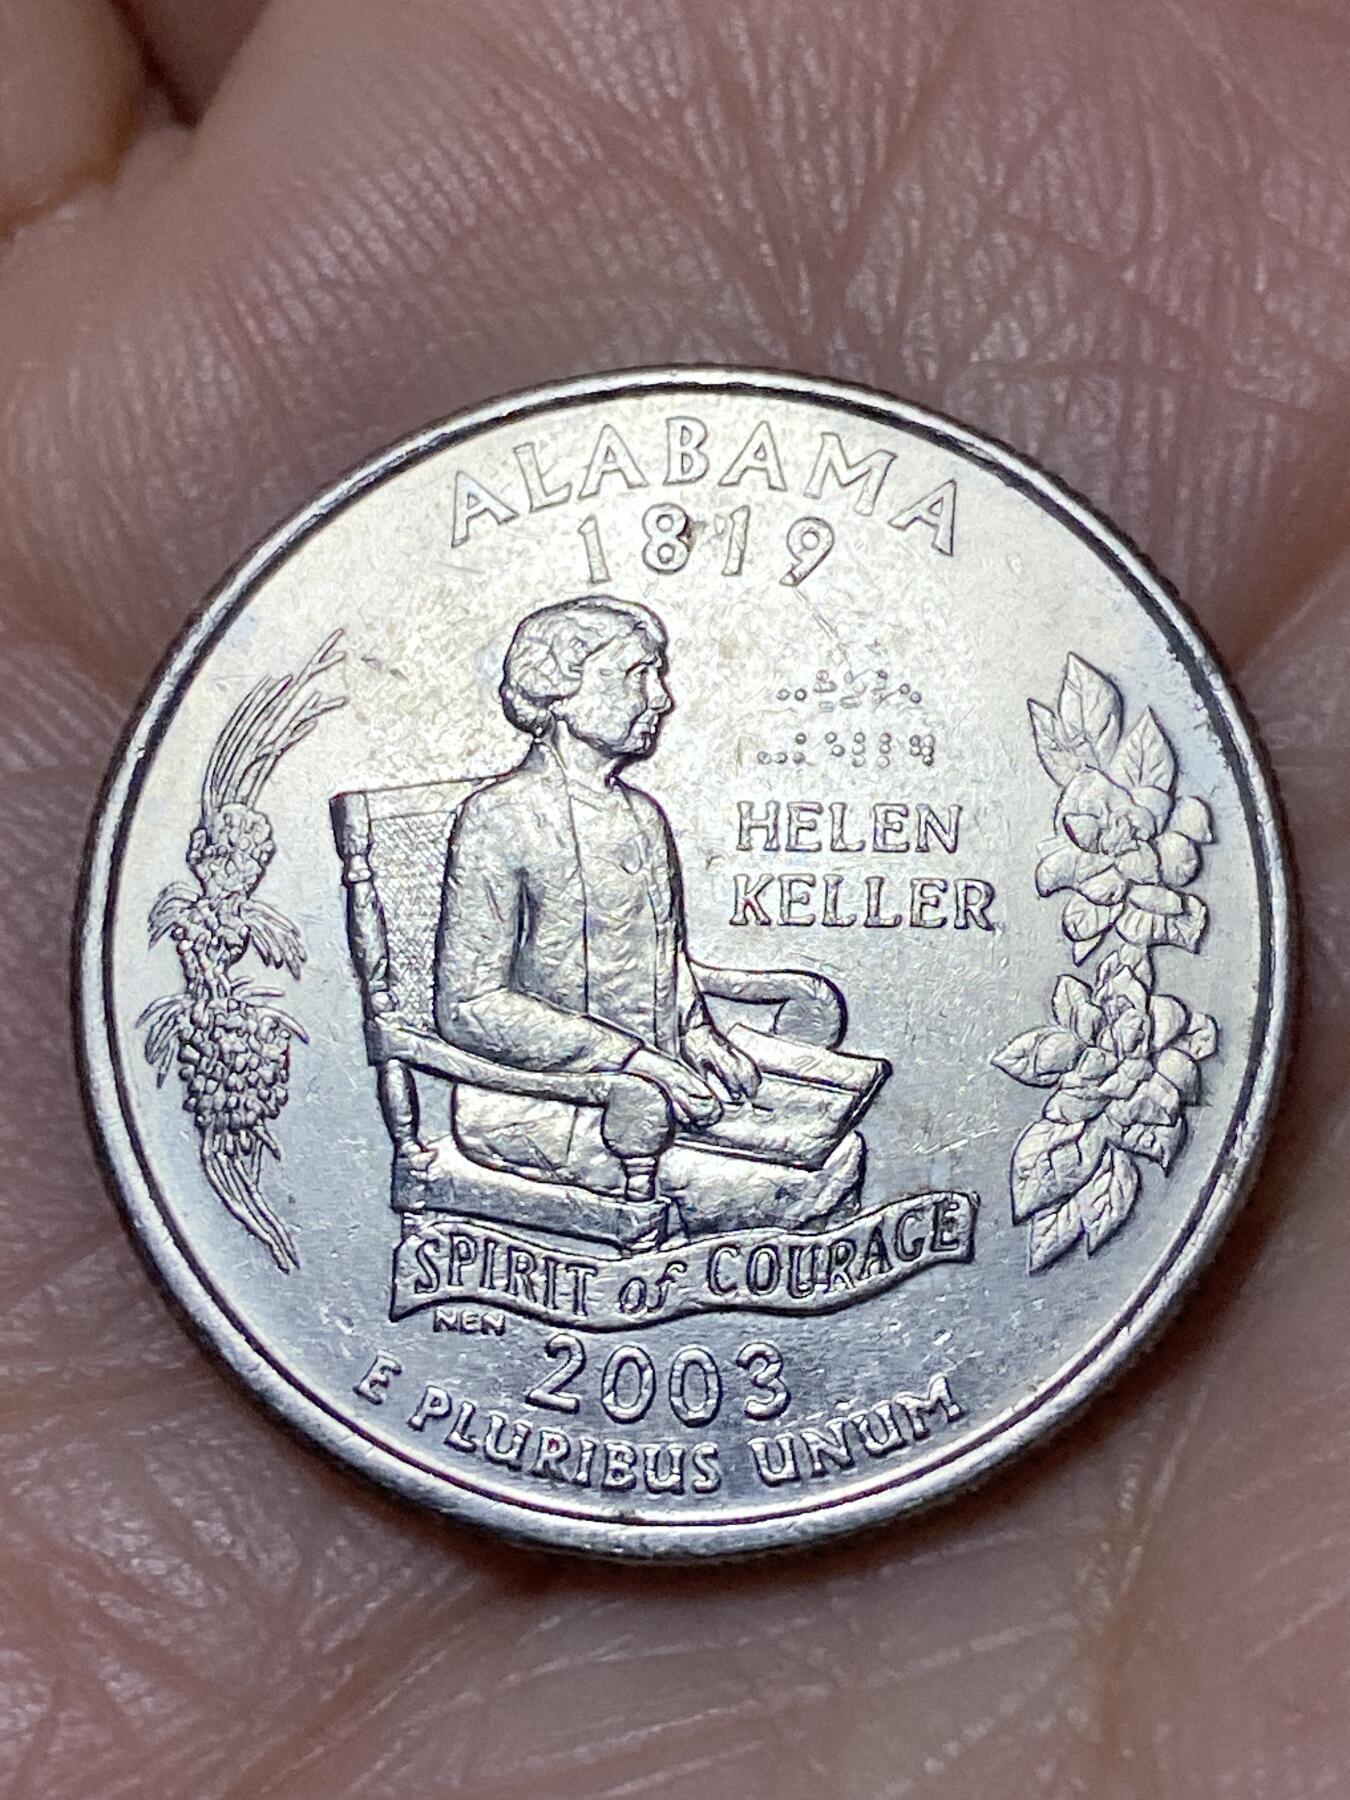 ALABAMA
1819
HELEN
KELLER
SPIRIT of COURAGE
NEN
2003
E PLURIBUS UNUM